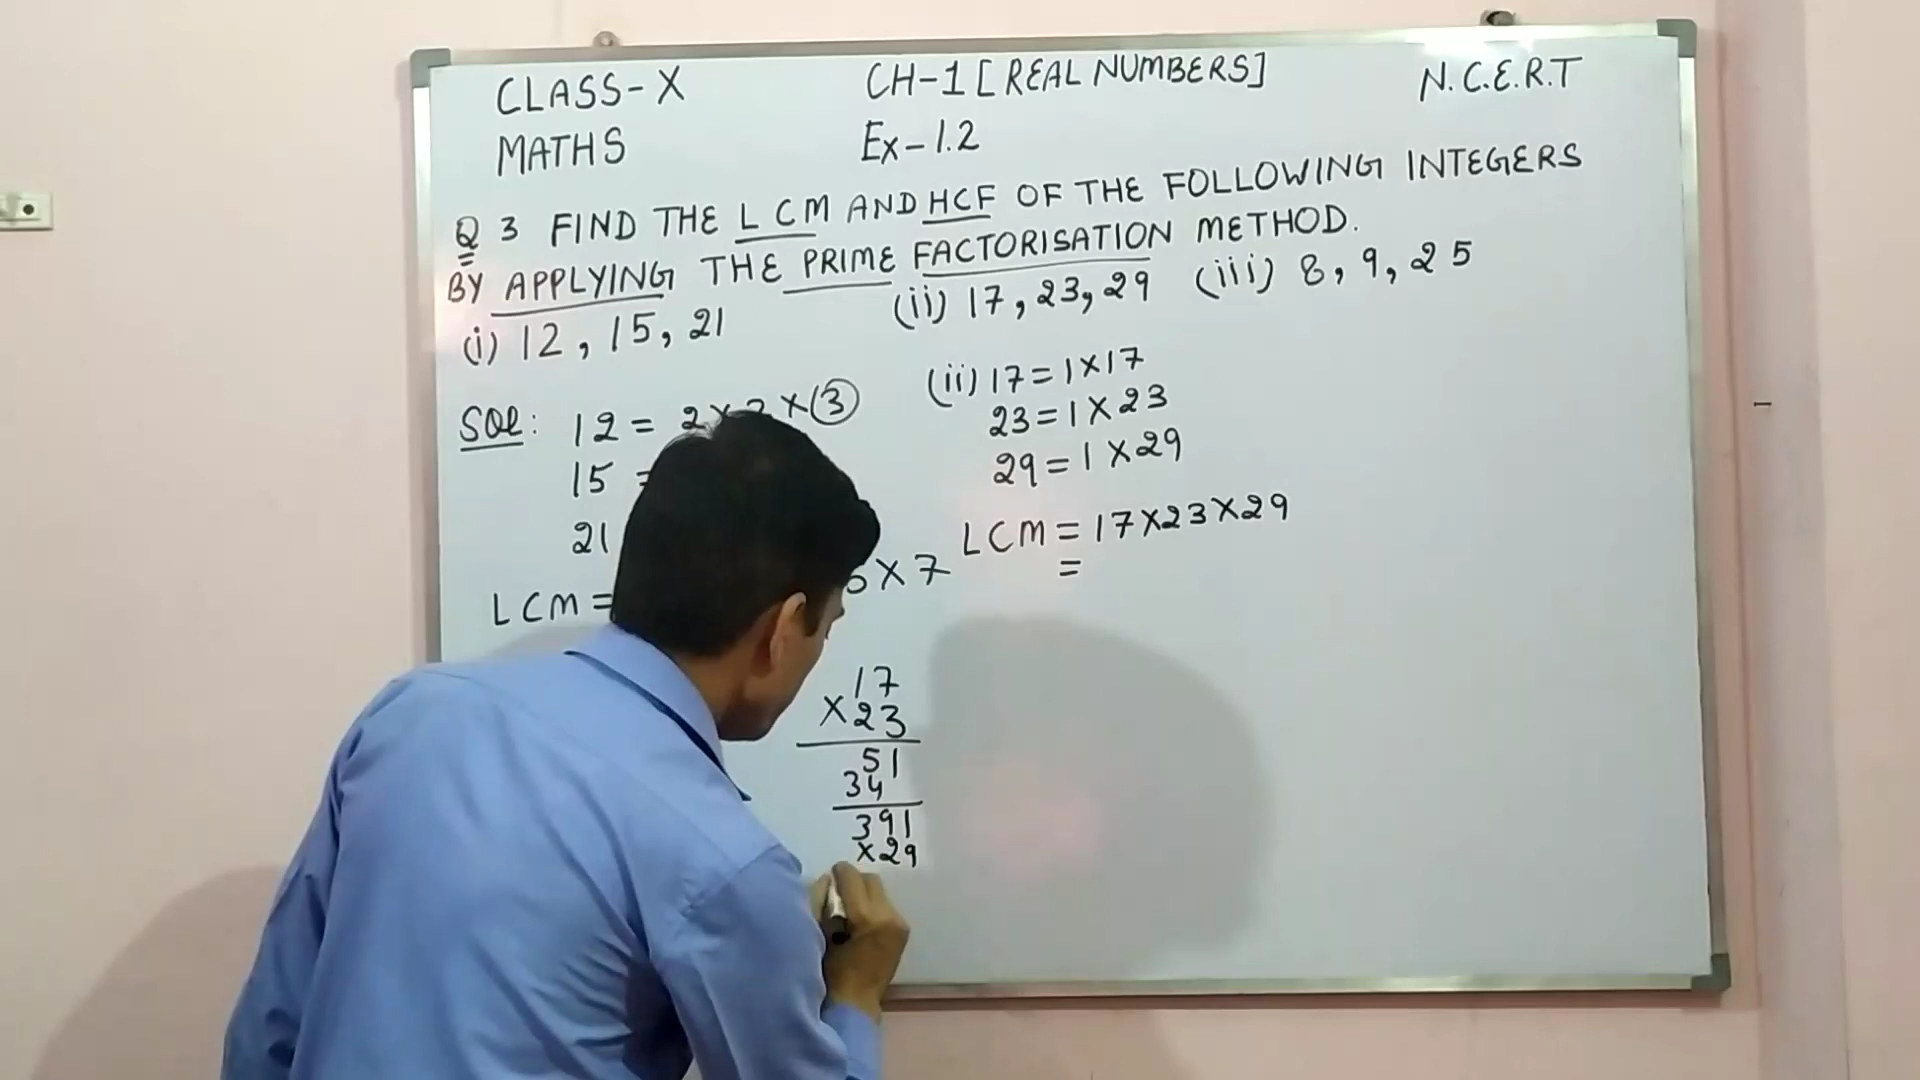 CLASS-X CH-1 [REAL NUMBERS] N.C.E.R.T
MATHS Ex-1.2
Q 3 FIND THE LCM AND HCF OF THE FOLLOWING INTEGERS
BY APPLYING THE PRIME FACTORISATION METHOD.
(i) 12, 15, 21 (ii) 17, 23, 29 (iii) 8, 9, 25
SOL: 12 = 2 × 2 × 3
15 =
21
LCM = 5 × 7
(ii) 17 = 1 × 17
23 = 1 × 23
29 = 1 × 29
LCM = 17 × 23 × 29
=
17
× 23
51
34
391
× 29